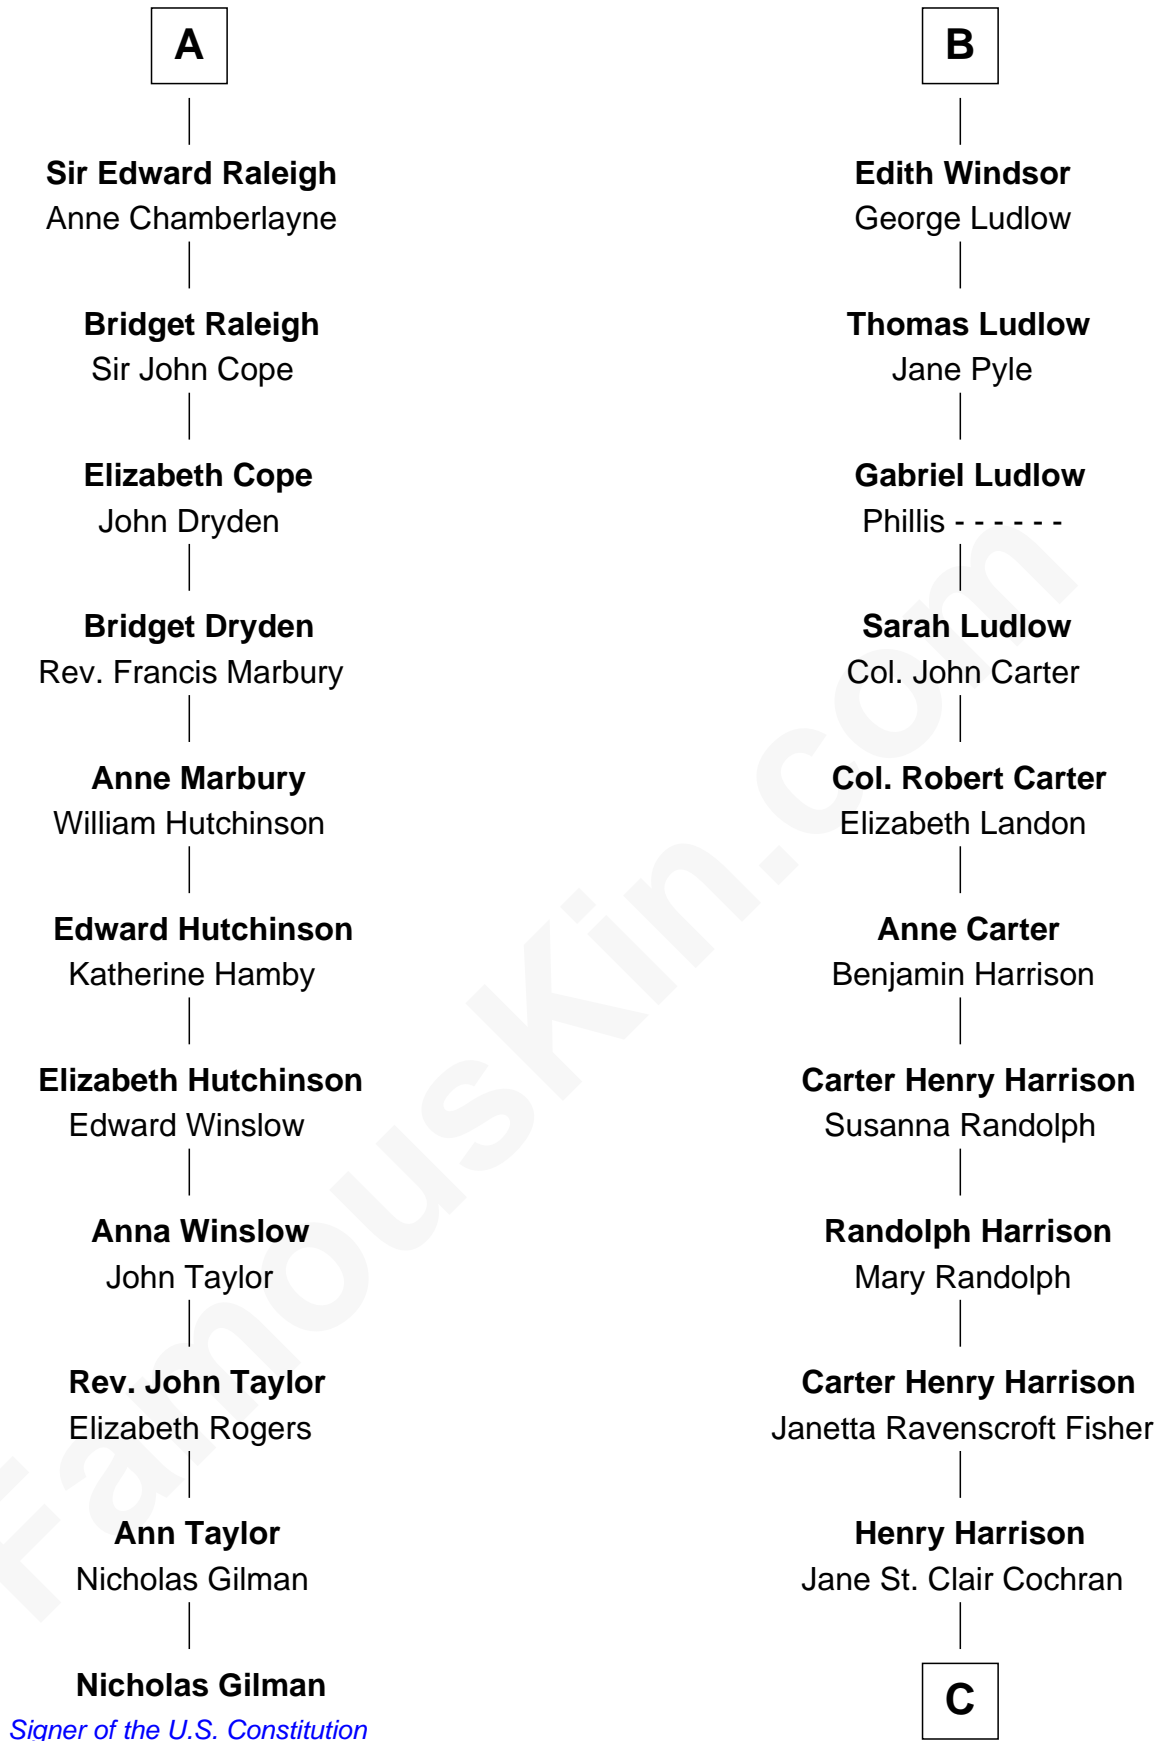 A
Sir Edward Raleigh
Anne Chamberlayne
Bridget Raleigh
Sir John Cope
Elizabeth Cope
John Dryden
Bridget Dryden
Rev. Francis Marbury
Anne Marbury
William Hutchinson
Edward Hutchinson
Katherine Hamby
Elizabeth Hutchinson
Edward Winslow
Anna Winslow
John Taylor
Rev. John Taylor
Elizabeth Rogers
Ann Taylor
Nicholas Gilman
Nicholas Gilman
Signer of the U.S. Constitution
B
Edith Windsor
George Ludlow
Thomas Ludlow
Jane Pyle
Gabriel Ludlow
Phillis - - - - - -
Sarah Ludlow
Col. John Carter
Col. Robert Carter
Elizabeth Landon
Anne Carter
Benjamin Harrison
Carter Henry Harrison
Susanna Randolph
Randolph Harrison
Mary Randolph
Carter Henry Harrison
Janetta Ravenscroft Fisher
Henry Harrison
Jane St. Clair Cochran
C
FamousKin.com